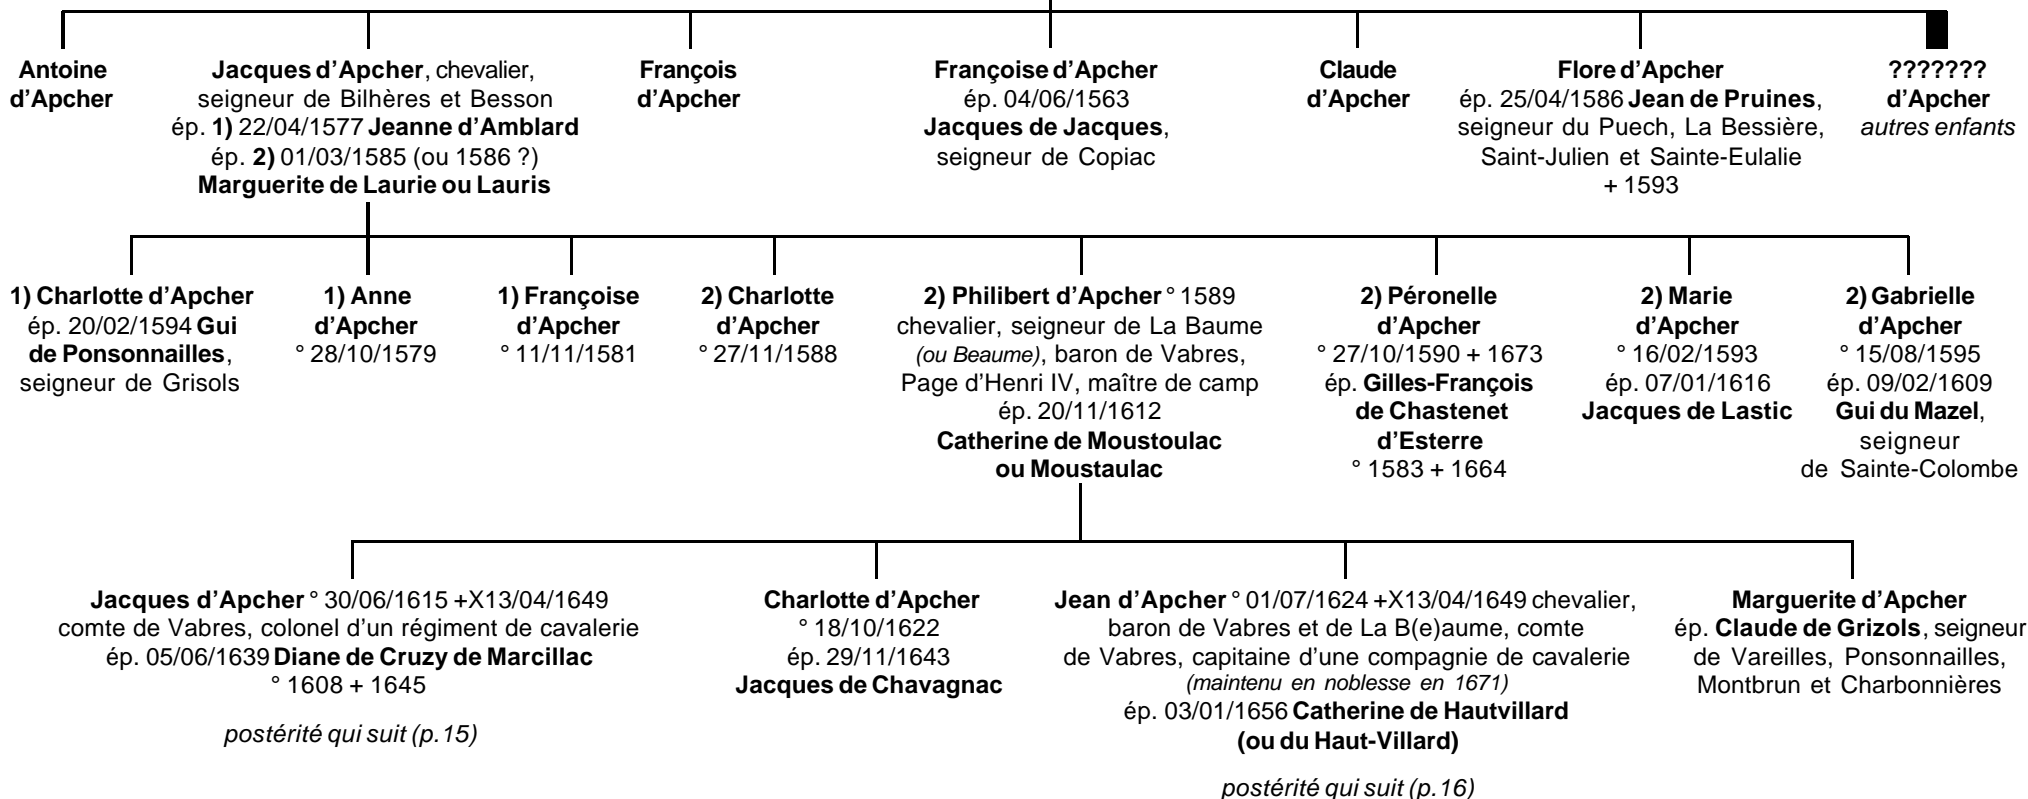 Antoine
d'Apcher
Jacques d'Apcher, chevalier,
seigneur de Bilhères et Besson
ép. 1) 22/04/1577 Jeanne d'Amblard
ép. 2) 01/03/1585 (ou 1586 ?)
Marguerite de Laurie ou Lauris
François
d'Apcher
Françoise d'Apcher
ép. 04/06/1563
Jacques de Jacques,
seigneur de Copiac
Claude
d'Apcher
Flore d'Apcher
ép. 25/04/1586 Jean de Pruines,
seigneur du Puech, La Bessière,
Saint-Julien et Sainte-Eulalie
+ 1593
???????
d'Apcher
autres enfants
1) Charlotte d'Apcher
ép. 20/02/1594 Gui
de Ponsonnailles,
seigneur de Grisols
1) Anne
d'Apcher
° 28/10/1579
1) Françoise
d'Apcher
° 11/11/1581
2) Charlotte
d'Apcher
° 27/11/1588
2) Philibert d'Apcher ° 1589
chevalier, seigneur de La Baume
(ou Beaume), baron de Vabres,
Page d'Henri IV, maître de camp
ép. 20/11/1612
Catherine de Moustoulac
ou Moustaulac
2) Péronelle
d'Apcher
° 27/10/1590 + 1673
ép. Gilles-François
de Chastenet
d'Esterre
° 1583 + 1664
2) Marie
d'Apcher
° 16/02/1593
ép. 07/01/1616
Jacques de Lastic
2) Gabrielle
d'Apcher
° 15/08/1595
ép. 09/02/1609
Gui du Mazel,
seigneur
de Sainte-Colombe
Jacques d'Apcher ° 30/06/1615 +X13/04/1649
comte de Vabres, colonel d'un régiment de cavalerie
ép. 05/06/1639 Diane de Cruzy de Marcillac
° 1608 + 1645
postérité qui suit (p.15)
Charlotte d'Apcher
° 18/10/1622
ép. 29/11/1643
Jacques de Chavagnac
Jean d'Apcher ° 01/07/1624 +X13/04/1649 chevalier,
baron de Vabres et de La B(e)aume, comte
de Vabres, capitaine d'une compagnie de cavalerie
(maintenu en noblesse en 1671)
ép. 03/01/1656 Catherine de Hautvillard
(ou du Haut-Villard)
postérité qui suit (p.16)
Marguerite d'Apcher
ép. Claude de Grizols, seigneur
de Vareilles, Ponsonnailles,
Montbrun et Charbonnières